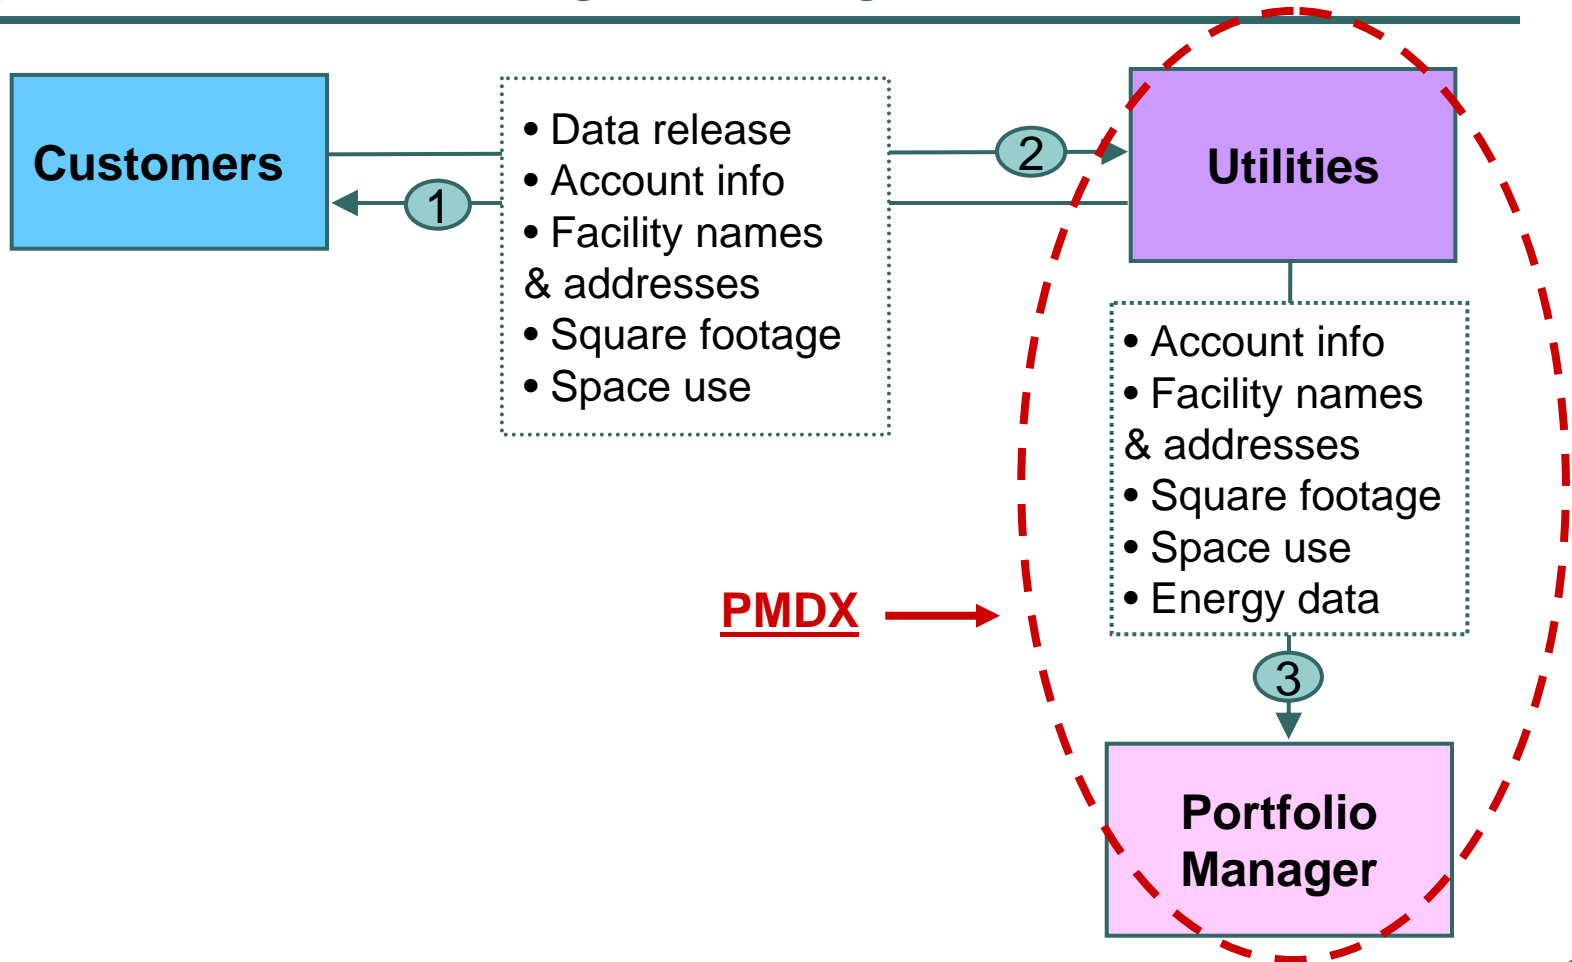 Customers
1
• Data release
• Account info
• Facility names
& addresses
• Square footage
• Space use
2
Utilities
• Account info
• Facility names
& addresses
• Square footage
• Space use
• Energy data
PMDX
3
Portfolio
Manager